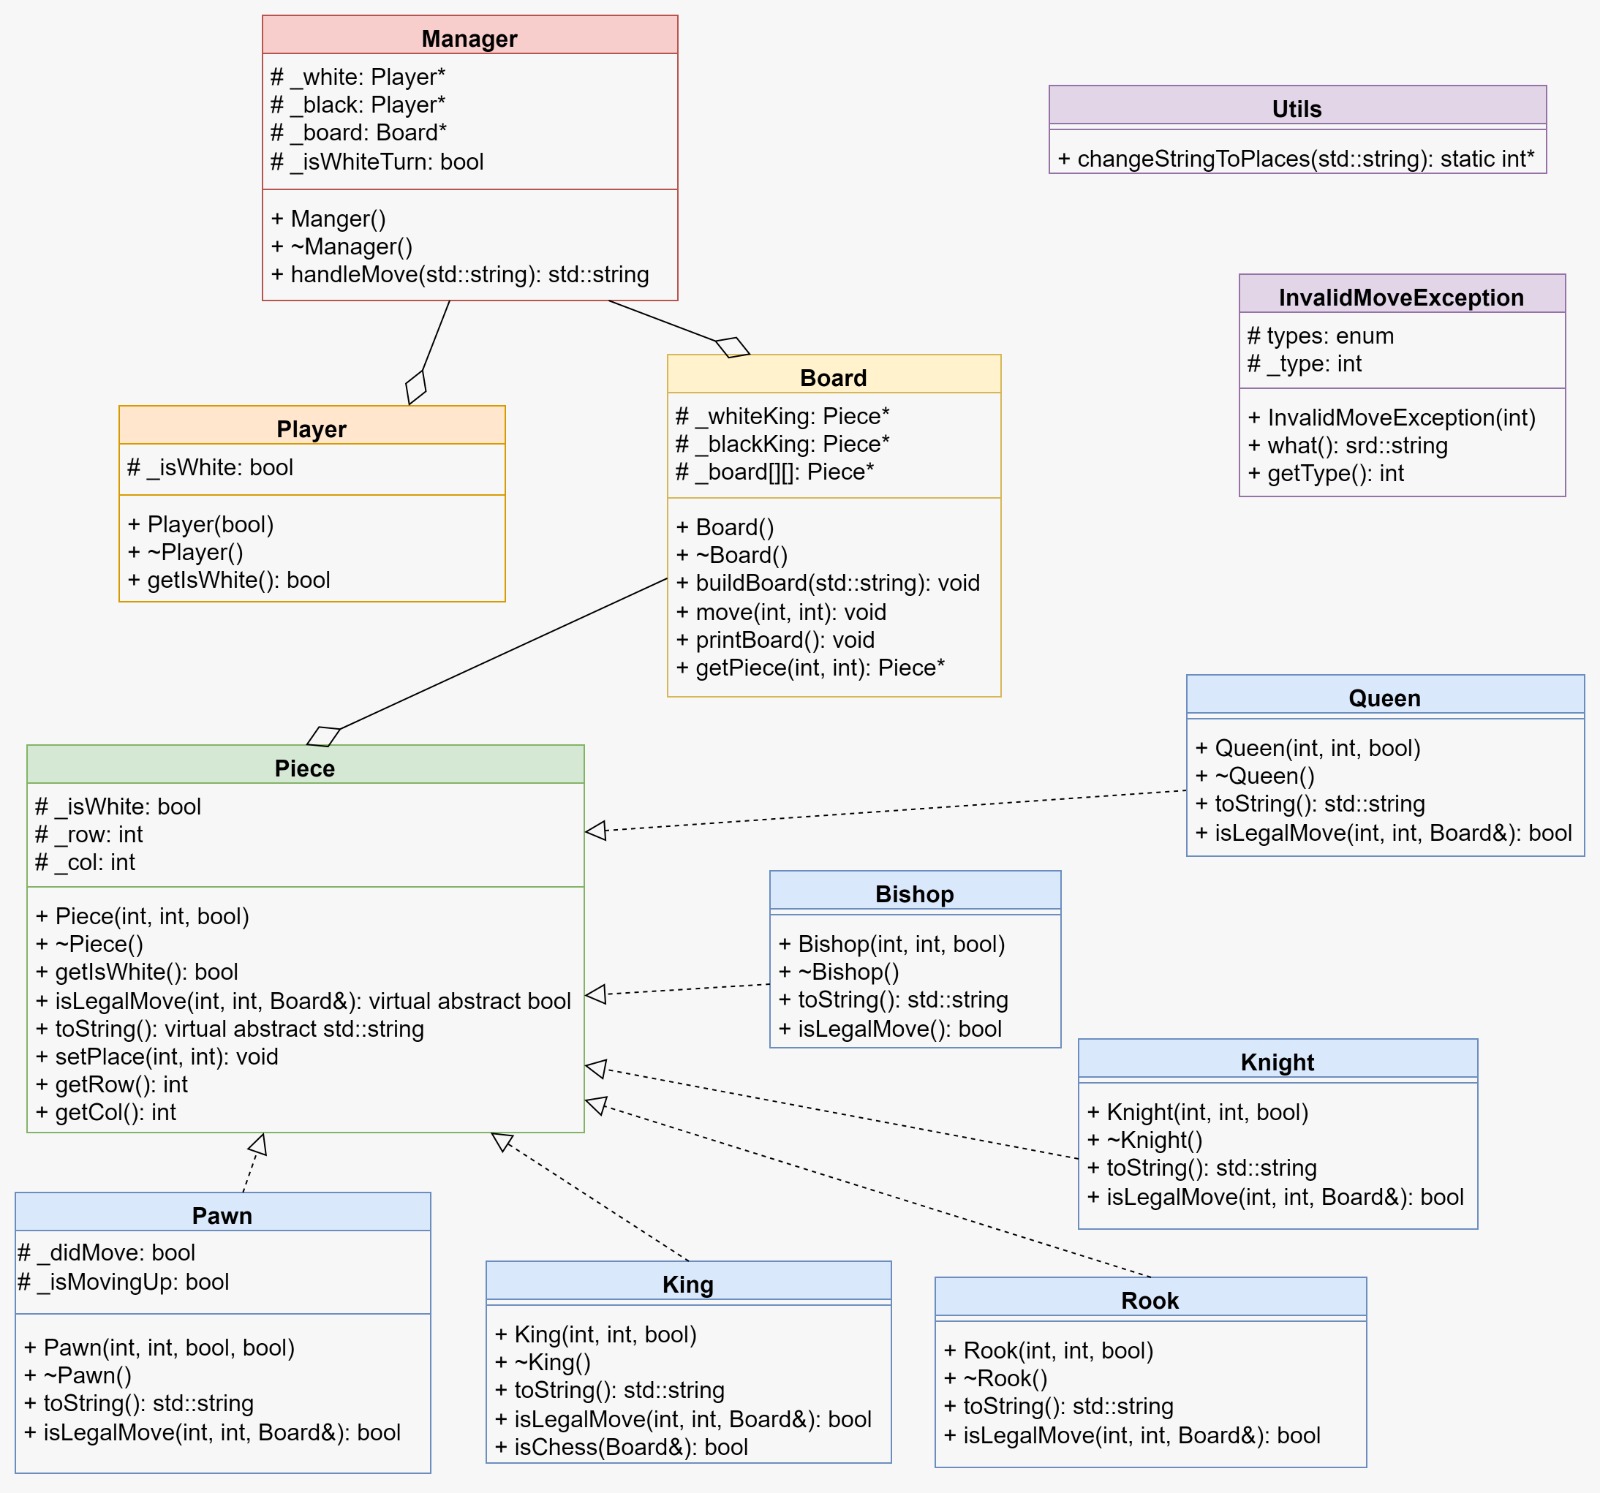 Manager
# _white: Player*
# _black: Player*
# _board: Board*
# _isWhiteTurn: bool
+ Manger()
+ ~Manager()
+ handleMove(std::string): std::string
Utils
+ changeStringToPlaces(std::string): static int*
InvalidMoveException
# types: enum
# _type: int
+ InvalidMoveException(int)
+ what(): srd::string
+ getType(): int
Player
# _isWhite: bool
+ Player(bool)
+ ~Player()
+ getIsWhite(): bool
Board
# _whiteKing: Piece*
# _blackKing: Piece*
# _board[][]: Piece*
+ Board()
+ ~Board()
+ buildBoard(std::string): void
+ move(int, int): void
+ printBoard(): void
+ getPiece(int, int): Piece*
Queen
+ Queen(int, int, bool)
+ ~Queen()
+ toString(): std::string
+ isLegalMove(int, int, Board&): bool
Piece
# _isWhite: bool
# _row: int
# _col: int
+ Piece(int, int, bool)
+ ~Piece()
+ getIsWhite(): bool
+ isLegalMove(int, int, Board&): virtual abstract bool
+ toString(): virtual abstract std::string
+ setPlace(int, int): void
+ getRow(): int
+ getCol(): int
Bishop
+ Bishop(int, int, bool)
+ ~Bishop()
+ toString(): std::string
+ isLegalMove(): bool
Knight
+ Knight(int, int, bool)
+ ~Knight()
+ toString(): std::string
+ isLegalMove(int, int, Board&): bool
Pawn
# _didMove: bool
# _isMovingUp: bool
+ Pawn(int, int, bool, bool)
+ ~Pawn()
+ toString(): std::string
+ isLegalMove(int, int, Board&): bool
King
+ King(int, int, bool)
+ ~King()
+ toString(): std::string
+ isLegalMove(int, int, Board&): bool
+ isChess(Board&): bool
Rook
+ Rook(int, int, bool)
+ ~Rook()
+ toString(): std::string
+ isLegalMove(int, int, Board&): bool